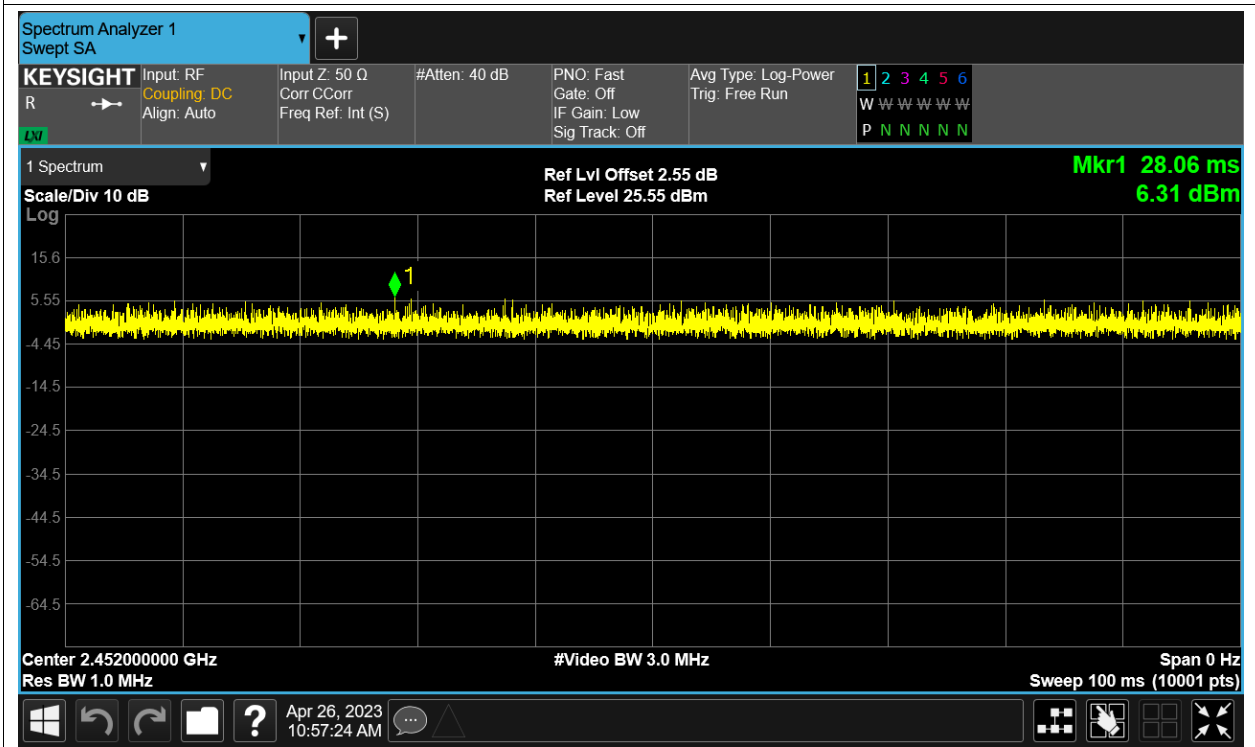 Spectrum Analyzer 1
Swept SA
KEYSIGHT
R
LXI
Input: RF
Coupling: DC
Align: Auto
Input Z: 50 Ω
Corr CCorr
Freq Ref: Int (S)
#Atten: 40 dB
PNO: Fast
Gate: Off
IF Gain: Low
Sig Track: Off
Avg Type: Log-Power
Trig: Free Run
1 2 3 4 5 6
W W W W W W
P N N N N N
1 Spectrum
Scale/Div 10 dB
Ref Lvl Offset 2.55 dB
Ref Level 25.55 dBm
Mkr1 28.06 ms
6.31 dBm
Log
15.6
1
5.55
-4.45
-14.5
-24.5
-34.5
-44.5
-54.5
-64.5
Center 2.452000000 GHz
Res BW 1.0 MHz
#Video BW 3.0 MHz
Span 0 Hz
Sweep 100 ms (10001 pts)
?
Apr 26, 2023
10:57:24 AM